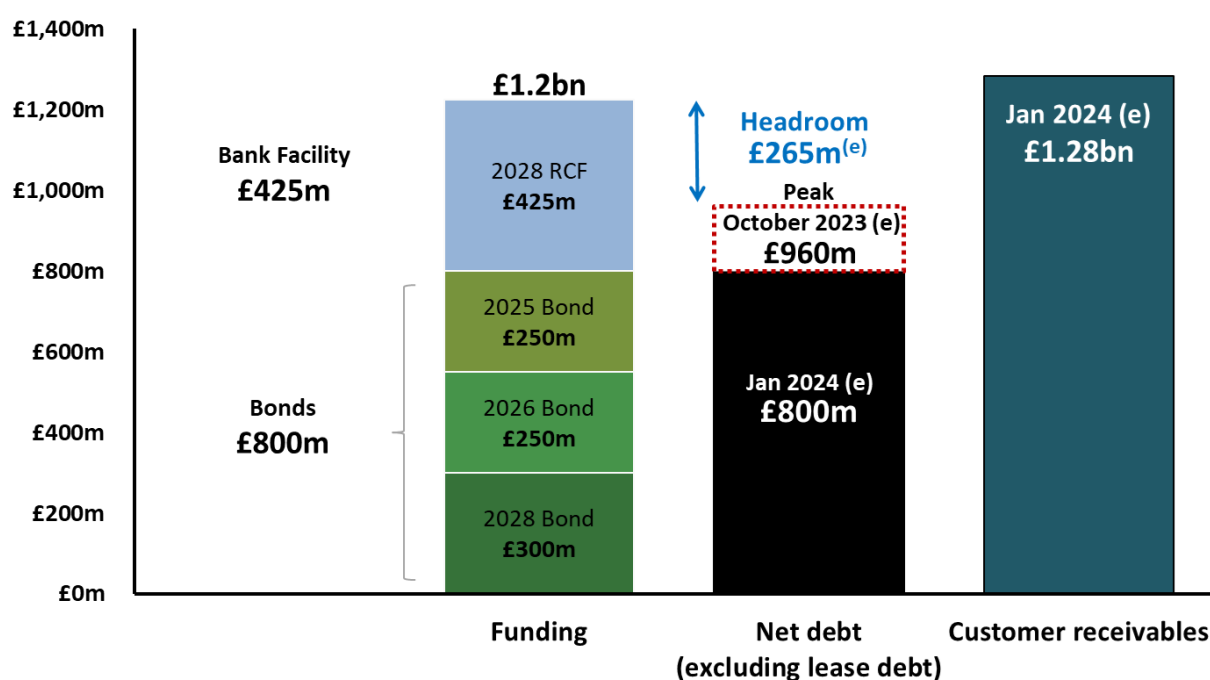 £1,400m
£1,200m
£1,000m
£800m
£600m
£400m
£200m
£0m
Bank Facility
£425m
Bonds
£800m
£1.2bn
2028 RCF
£425m
2025 Bond
£250m
2026 Bond
£250m
2028 Bond
£300m
Headroom
£265m(e)
Peak
October 2023 (e)
£960m
Jan 2024 (e)
£800m
Jan 2024 (e)
£1.28bn
Funding
Net debt
(excluding lease debt)
Customer receivables